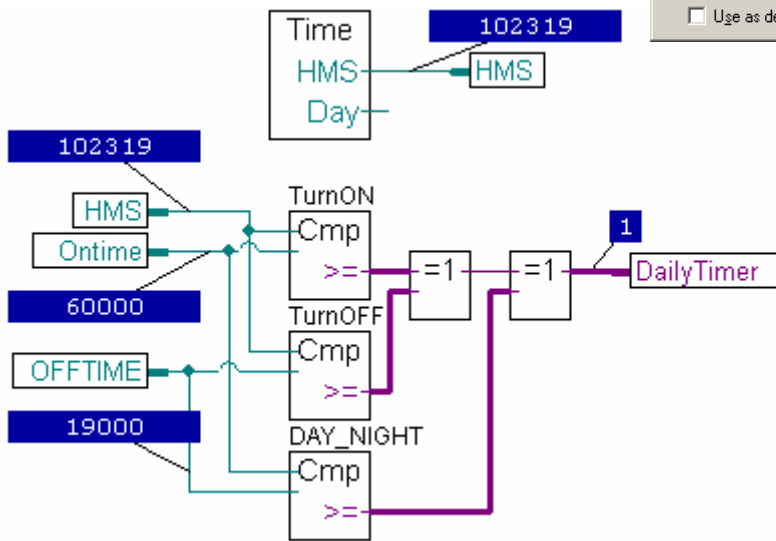 Use as de
Time
102319
HMS
HMS
Day
102319
TurnON
HMS
Cmp
Ontime
>=
=1
=1
1
DailyTimer
60000
TurnOFF
Cmp
OFFTIME
>=
19000
DAY_NIGHT
Cmp
>=